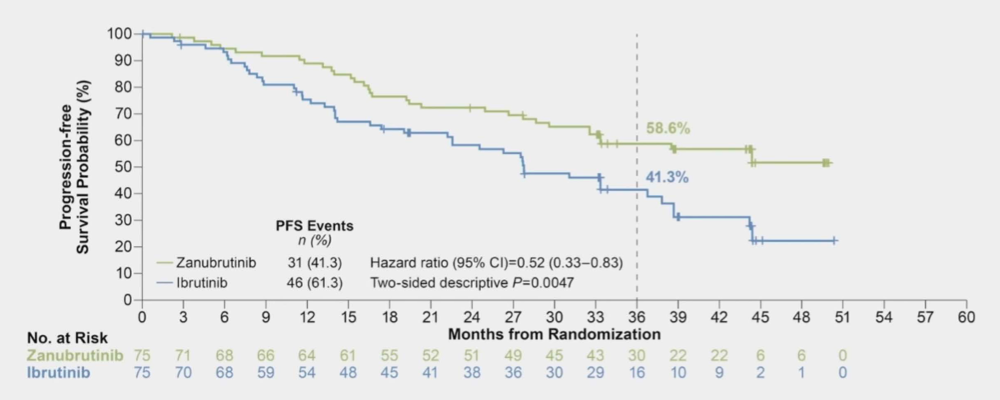 Progression-free
Survival Probability (%)
100
90
80
70
60
50
40
30
20
10
0
58.6%
41.3%
PFS Events
n (%)
Zanubrutinib 31 (41.3) Hazard ratio (95% CI)=0.52 (0.33–0.83)
Ibrutinib 46 (61.3) Two-sided descriptive P=0.0047
0 3 6 9 12 15 18 21 24 27 30 33 36 39 42 45 48 51 54 57 60
Months from Randomization
No. at Risk
Zanubrutinib 75 71 68 66 64 61 55 52 51 49 45 43 30 22 22 6 6 0
Ibrutinib 75 70 68 59 54 48 45 41 38 36 30 29 16 10 9 2 1 0